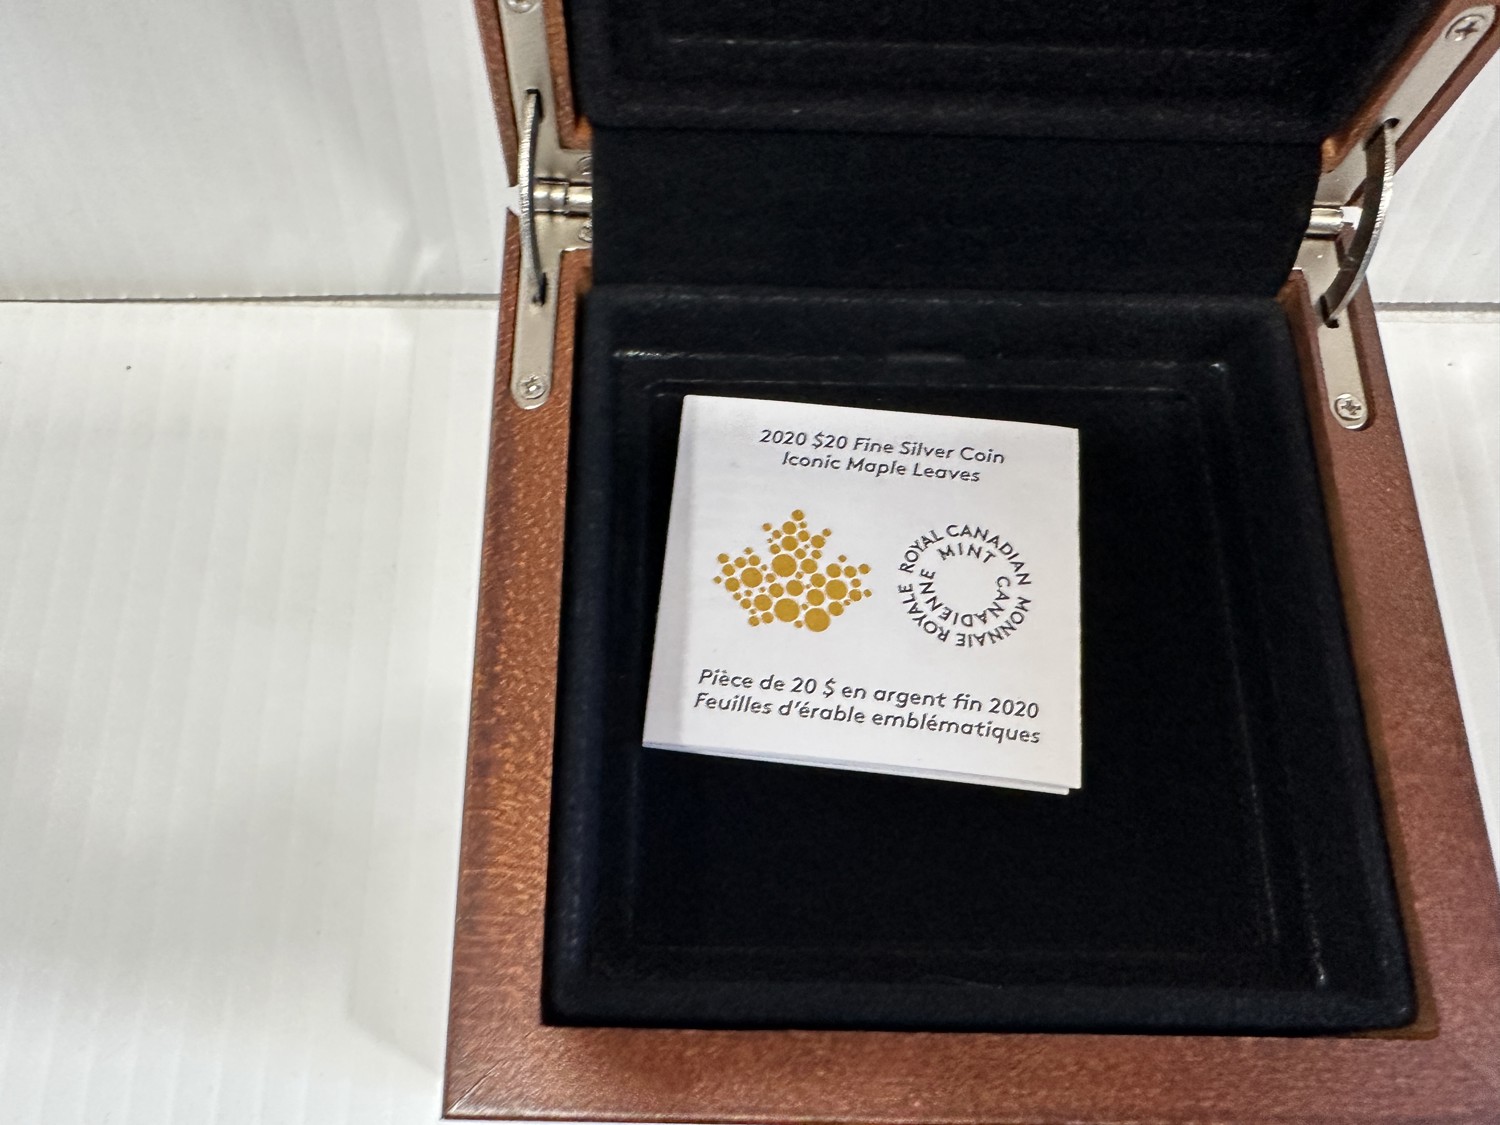 2020 $20 Fine Silver Coin
Iconic Maple Leaves
ROYAL CANADIAN MINT
MONNAIE ROYALE CANADIENNE
Pièce de 20 $ en argent fin 2020
Feuilles d'érable emblématiques